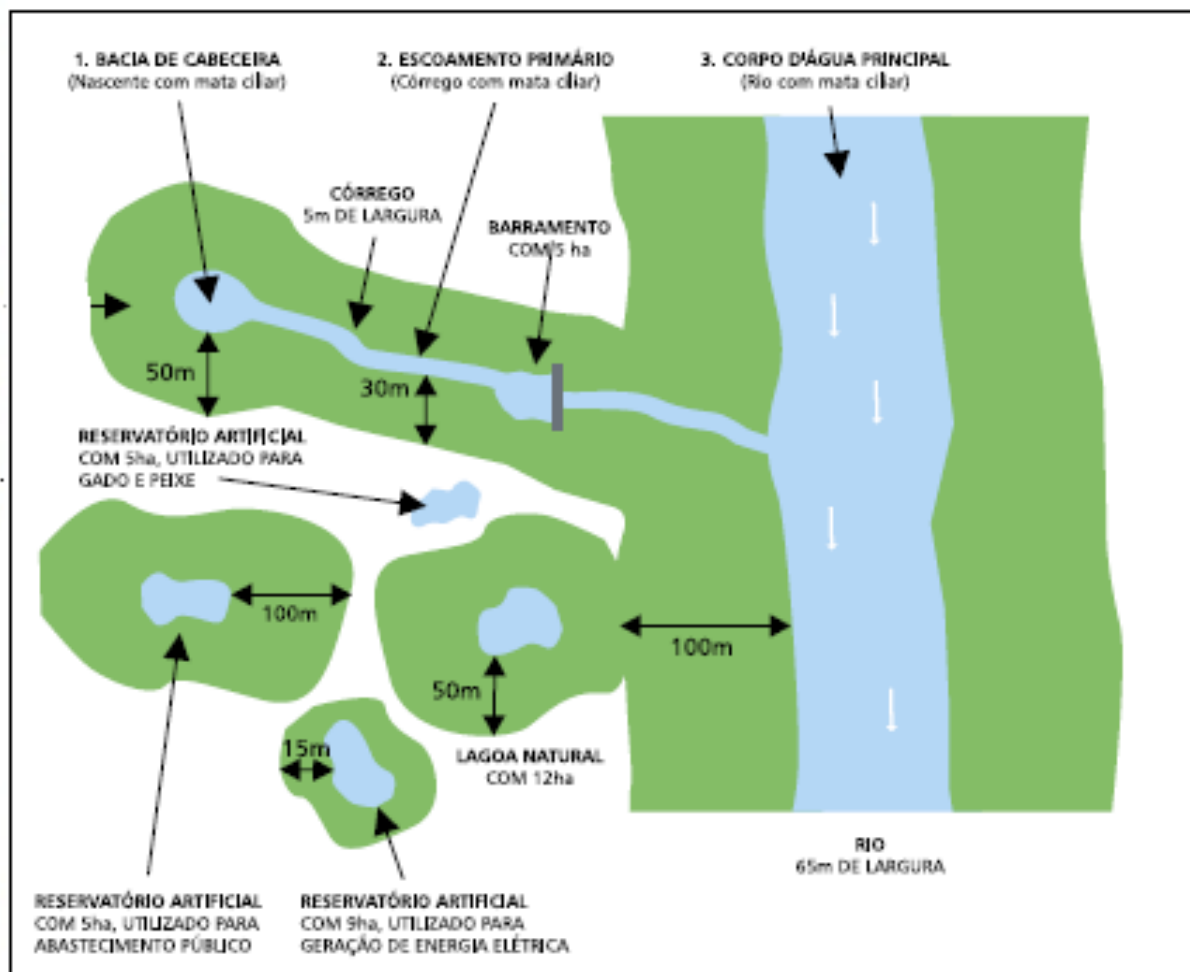 1. BACIA DE CABECEIRA
(Nascente com mata ciliar)
2. ESCOAMENTO PRIMÁRIO
(Córrego com mata ciliar)
3. CORPO D'ÁGUA PRINCIPAL
(Rio com mata ciliar)
CÓRREGO
5m DE LARGURA
BARRAMENTO
COM 5 ha
50m
30m
RESERVATÓRIO ARTIFICIAL
COM 5ha, UTILIZADO PARA
GADO E PEIXE
100m
100m
50m
15m
LAGOA NATURAL
COM 12ha
RIO
65m DE LARGURA
RESERVATÓRIO ARTIFICIAL
COM 5ha, UTILIZADO PARA
ABASTECIMENTO PÚBLICO
RESERVATÓRIO ARTIFICIAL
COM 9ha, UTILIZADO PARA
GERAÇÃO DE ENERGIA ELÉTRICA